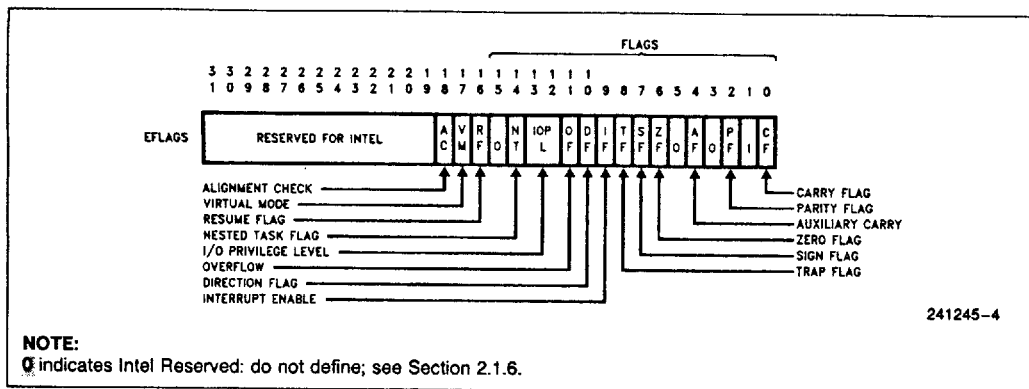 FLAGS
3 3 2 2 2 2 2 2 2 2 2 2 1 1 1 1 1 1 1 1 1 1
1 0 9 8 7 6 5 4 3 2 1 0 9 8 7 6 5 4 3 2 1 0 9 8 7 6 5 4 3 2 1 0
EFLAGS RESERVED FOR INTEL A V R 0 N IOP O D I T S Z 0 A 0 P 1 C
C M F T L F F F F F F F F F
ALIGNMENT CHECK
VIRTUAL MODE
RESUME FLAG
NESTED TASK FLAG
I/O PRIVILEGE LEVEL
OVERFLOW
DIRECTION FLAG
INTERRUPT ENABLE
CARRY FLAG
PARITY FLAG
AUXILIARY CARRY
ZERO FLAG
SIGN FLAG
TRAP FLAG
241245-4
NOTE:
0 indicates Intel Reserved: do not define; see Section 2.1.6.